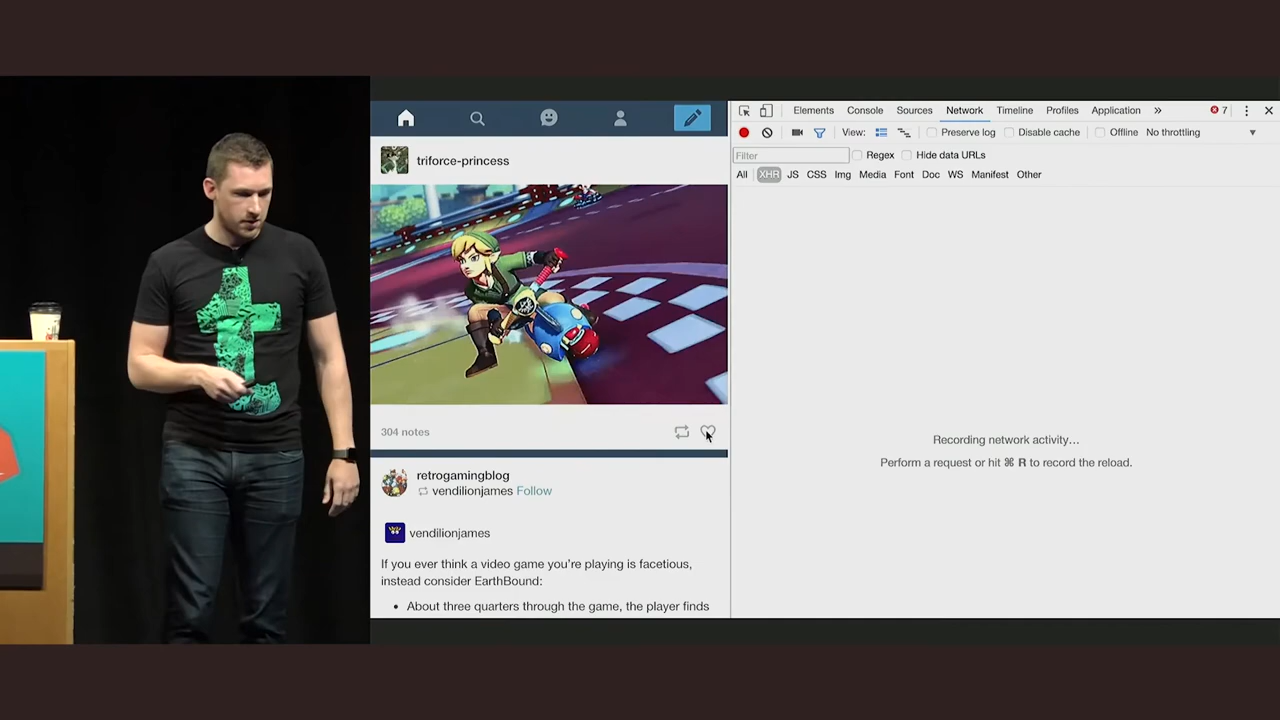 t
triforce-princess
304 notes
retrogamingblog
vendilionjames Follow
vendilionjames
If you ever think a video game you're playing is facetious,
instead consider EarthBound:
• About three quarters through the game, the player finds
Elements Console Sources Network Timeline Profiles Application » 7
View: Preserve log Disable cache Offline No throttling
Filter Regex Hide data URLs
All XHR JS CSS Img Media Font Doc WS Manifest Other
Recording network activity…
Perform a request or hit ⌘ R to record the reload.